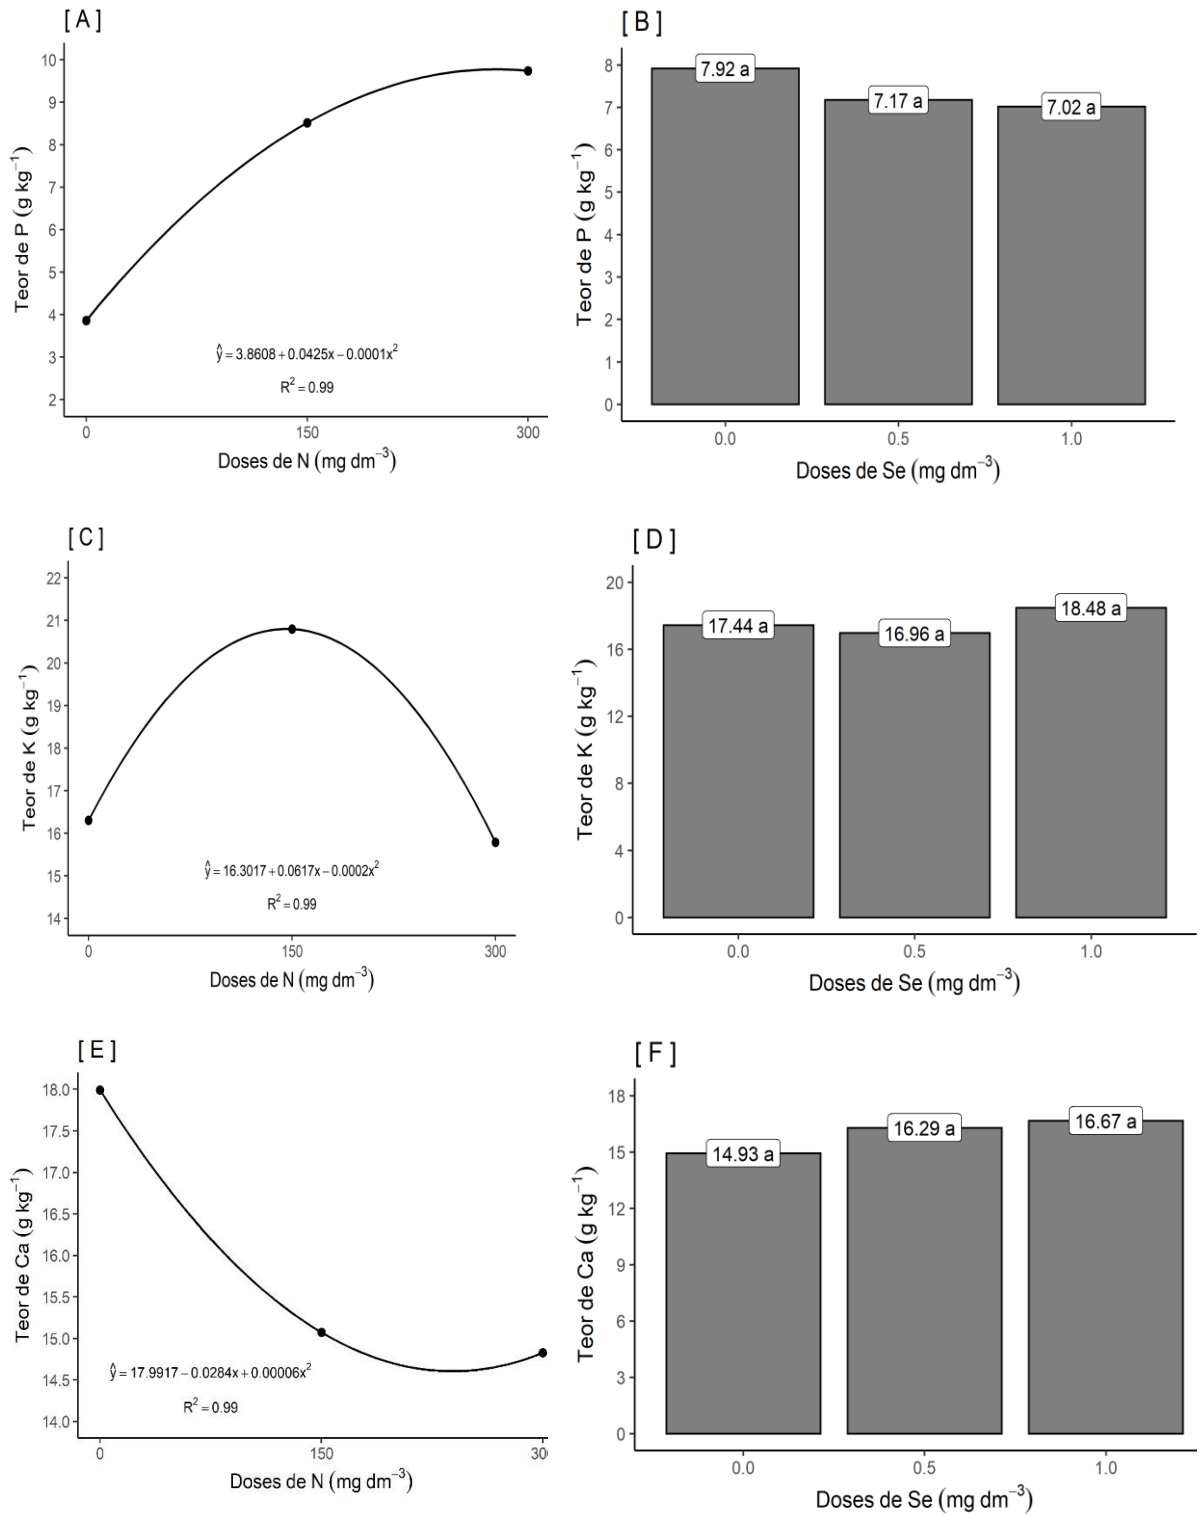 [ A ]
Teor de P (g kg⁻¹)
10
9
8
7
6
5
4
3
2
ŷ = 3.8608 + 0.0425x − 0.0001x²
R² = 0.99
0 150 300
Doses de N (mg dm⁻³)
[ B ]
Teor de P (g kg⁻¹)
8
7
6
5
4
3
2
1
0
7.92 a
7.17 a
7.02 a
0.0 0.5 1.0
Doses de Se (mg dm⁻³)
[ C ]
Teor de K (g kg⁻¹)
22
21
20
19
18
17
16
15
14
ŷ = 16.3017 + 0.0617x − 0.0002x²
R² = 0.99
0 150 300
Doses de N (mg dm⁻³)
[ D ]
Teor de K (g kg⁻¹)
20
16
12
8
4
0
17.44 a
16.96 a
18.48 a
0.0 0.5 1.0
Doses de Se (mg dm⁻³)
[ E ]
Teor de Ca (g kg⁻¹)
18.0
17.5
17.0
16.5
16.0
15.5
15.0
14.5
14.0
ŷ = 17.9917 − 0.0284x + 0.00006x²
R² = 0.99
0 150 30
Doses de N (mg dm⁻³)
[ F ]
Teor de Ca (g kg⁻¹)
18
15
12
9
6
3
0
14.93 a
16.29 a
16.67 a
0.0 0.5 1.0
Doses de Se (mg dm⁻³)